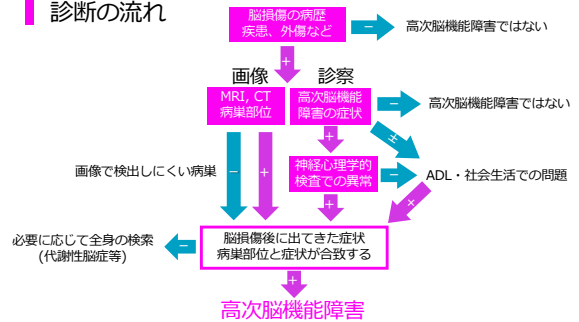 診断の流れ
脳損傷の病歴
疾患、外傷など
－
高次脳機能障害ではない
＋
画像
診察
MRI, CT
病巣部位
高次脳機能
障害の症状
－
高次脳機能障害ではない
＋
±
画像で検出しにくい病巣
－
＋
神経心理学的
検査での異常
－
ADL・社会生活での問題
＋
＋
必要に応じて全身の検索
(代謝性脳症等)
－
脳損傷後に出てきた症状
病巣部位と症状が合致する
＋
高次脳機能障害